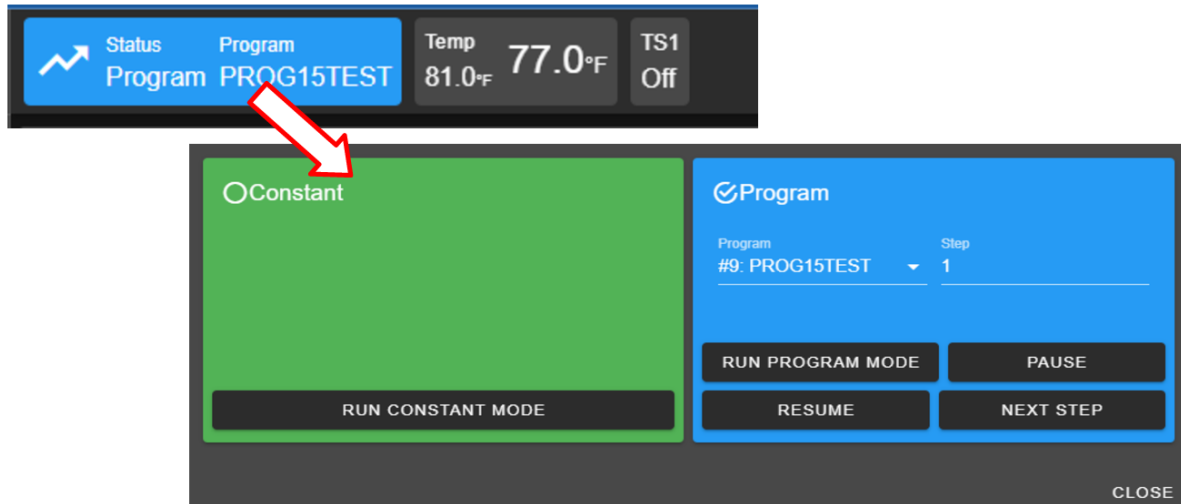 Status Program
Program PROG15TEST
Temp
81.0°F 77.0°F
TS1
Off
Constant
RUN CONSTANT MODE
Program
Program Step
#9: PROG15TEST 1
RUN PROGRAM MODE PAUSE
RESUME NEXT STEP
CLOSE